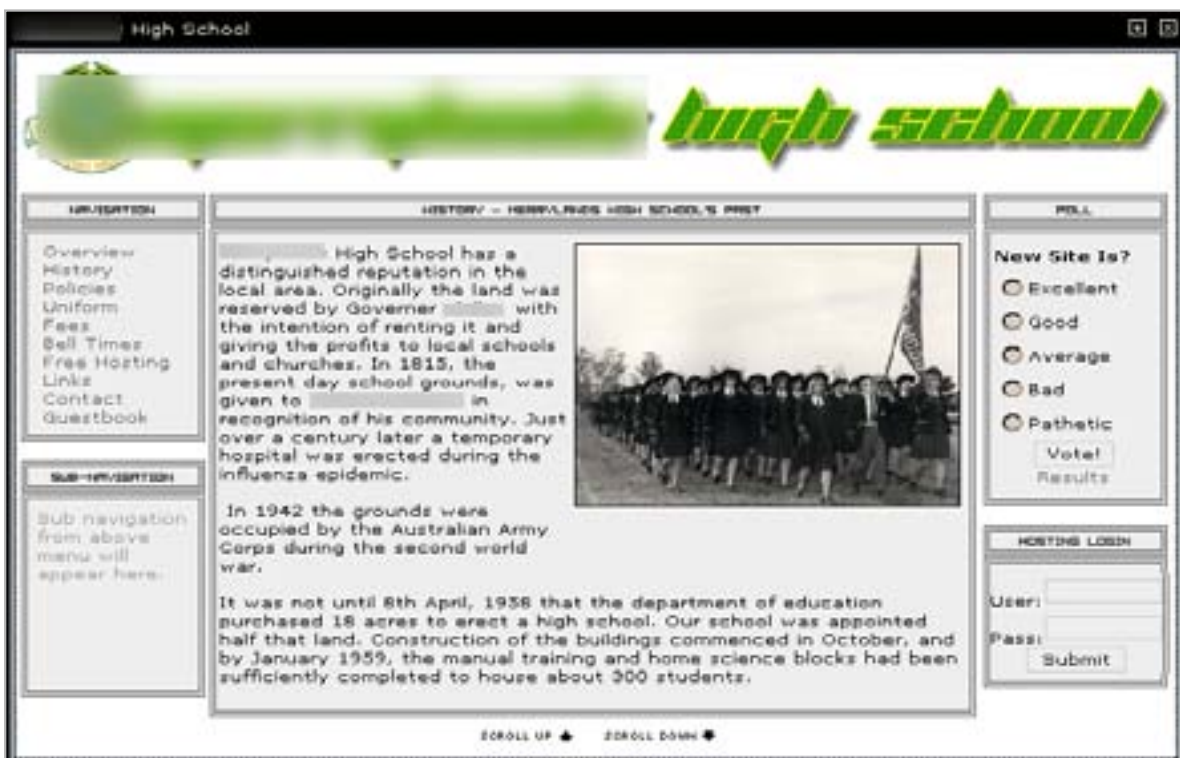 High School
high school
NAVIGATION
HISTORY - MERRYLANDS HIGH SCHOOL'S PAST
POLL
Overview
History
Policies
Uniform
Fees
Bell Times
Free Hosting
Links
Contact
Guestbook
SUB-NAVIGATION
Sub navigation
from above
menu will
appear here.
High School has a
distinguished reputation in the
local area. Originally the land was
reserved by Governer with
the intention of renting it and
giving the profits to local schools
and churches. In 1815, the
present day school grounds, was
given to in
recognition of his community. Just
over a century later a temporary
hospital was erected during the
influenza epidemic.
In 1942 the grounds were
occupied by the Australian Army
Corps during the second world
war.
It was not until 8th April, 1938 that the department of education
purchased 18 acres to erect a high school. Our school was appointed
half that land. Construction of the buildings commenced in October, and
by January 1959, the manual training and home science blocks had been
sufficiently completed to house about 300 students.
SCROLL UP
SCROLL DOWN
New Site Is?
Excellent
Good
Average
Bad
Pathetic
Vote!
Results
HOSTING LOGIN
User:
Pass:
Submit